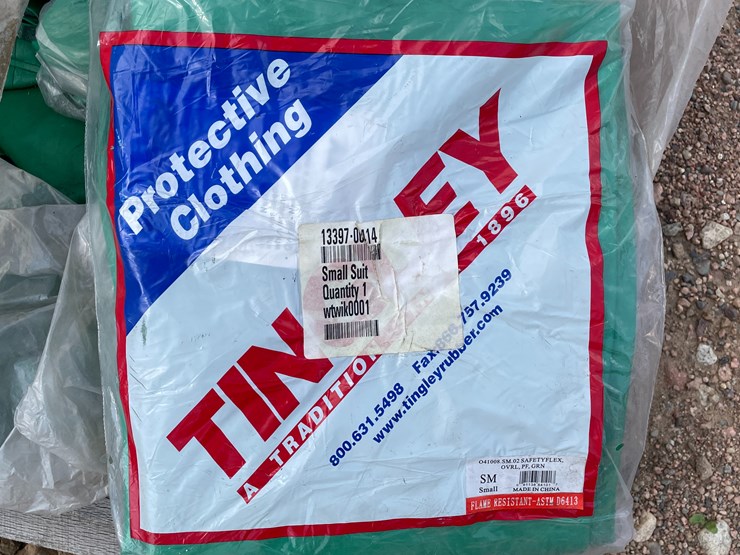 Protective
Clothing
TIN EY
A TRADITIO 1896
13397-0014
Small Suit
Quantity 1
wtwik0001
800.631.5498 Fax. 757.9239
www.tingleyrubber.com
O41008.SM.02 SAFETYFLEX,
OVRL, PF, GRN
SM
Small
MADE IN CHINA
FLAME RESISTANT-ASTM D6413